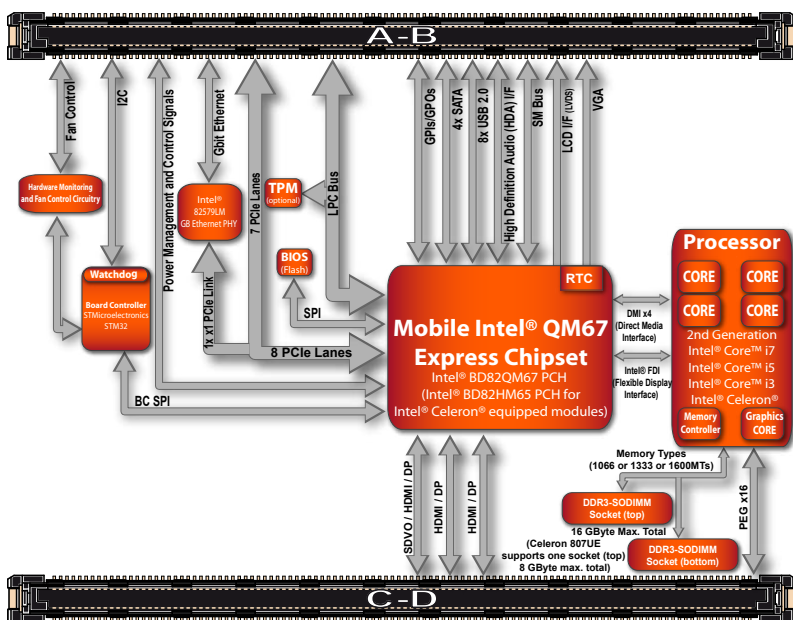 A-B
Fan Control
I2C
Power Management and Control Signals
Gbit Ethernet
7 PCIe Lanes
LPC Bus
GPIs/GPOs
4x SATA
8x USB 2.0
High Definition Audio (HDA) I/F
SM Bus
LCD I/F (LVDS)
VGA
Hardware Monitoring
and Fan Control Circuitry
Intel®
82579LM
GB Ethernet PHY
TPM
(optional)
BIOS
(Flash)
SPI
Watchdog
Board Controller
STMicroelectronics
STM32
1x x1 PCIe Link
8 PCIe Lanes
BC SPI
RTC
Mobile Intel® QM67
Express Chipset
Intel® BD82QM67 PCH
(Intel® BD82HM65 PCH for
Intel® Celeron® equipped modules)
DMI x4
(Direct Media
Interface)
Intel® FDI
(Flexible Display
Interface)
Processor
CORE
CORE
CORE
CORE
2nd Generation
Intel® Core™ i7
Intel® Core™ i5
Intel® Core™ i3
Intel® Celeron®
Memory
Controller
Graphics
CORE
Memory Types
(1066 or 1333 or 1600MTs)
DDR3-SODIMM
Socket (top)
16 GByte Max. Total
(Celeron 807UE
supports one socket (top)
8 GByte max. total)
DDR3-SODIMM
Socket (bottom)
PEG x16
SDVO / HDMI / DP
HDMI / DP
HDMI / DP
C-D